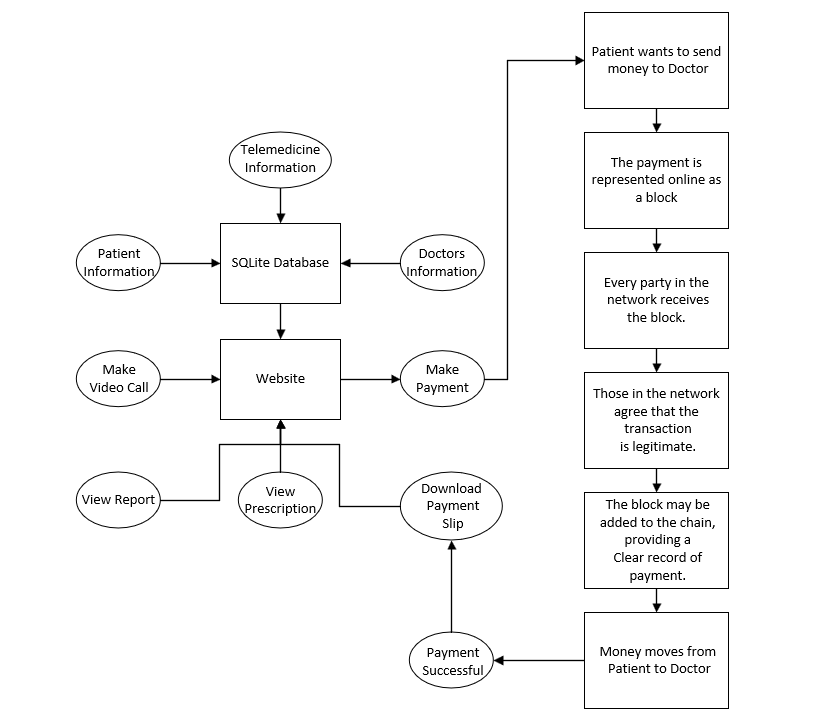 Patient wants to send
money to Doctor
The payment is
represented online as
a block
Every party in the
network receives
the block.
Those in the network
agree that the
transaction
is legitimate.
The block may be
added to the chain,
providing a
Clear record of
payment.
Money moves from
Patient to Doctor
Telemedicine
Information
Patient
Information
SQLite Database
Doctors
Information
Make
Video Call
Website
Make
Payment
View Report
View
Prescription
Download
Payment
Slip
Payment
Successful